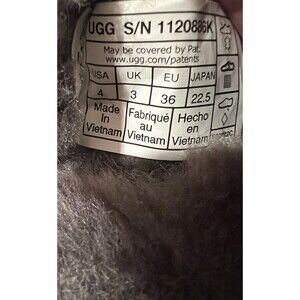 UGG S/N 1120886K
May be covered by Pat.
www.ugg.com/patents
USA UK EU JAPAN
4 3 36 22.5
Made in Vietnam
Fabriqué au Vietnam
Hecho en Vietnam